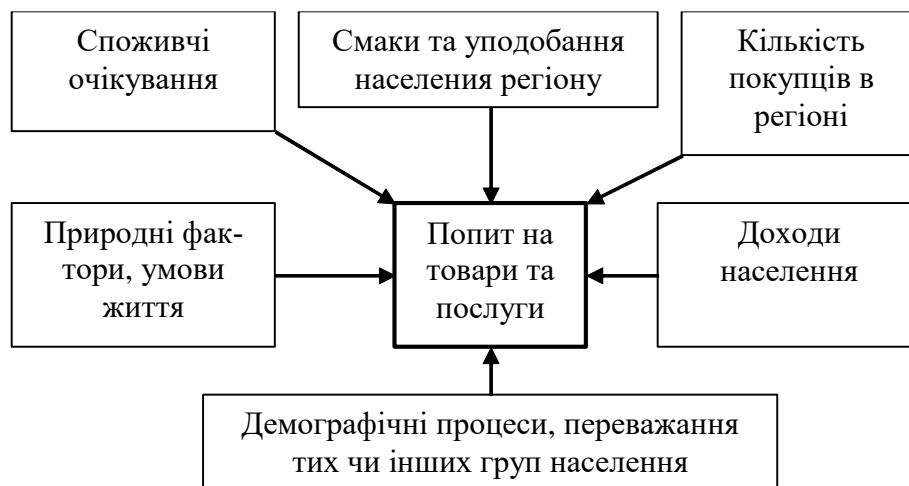 Споживчі
очікування
Смаки та уподобання
населения регіону
Кількість
покупців в
регіоні
Природні фак-
тори, умови
життя
Попит на
товари та
послуги
Доходи
населення
Демографічні процеси, переважання
тих чи інших груп населення